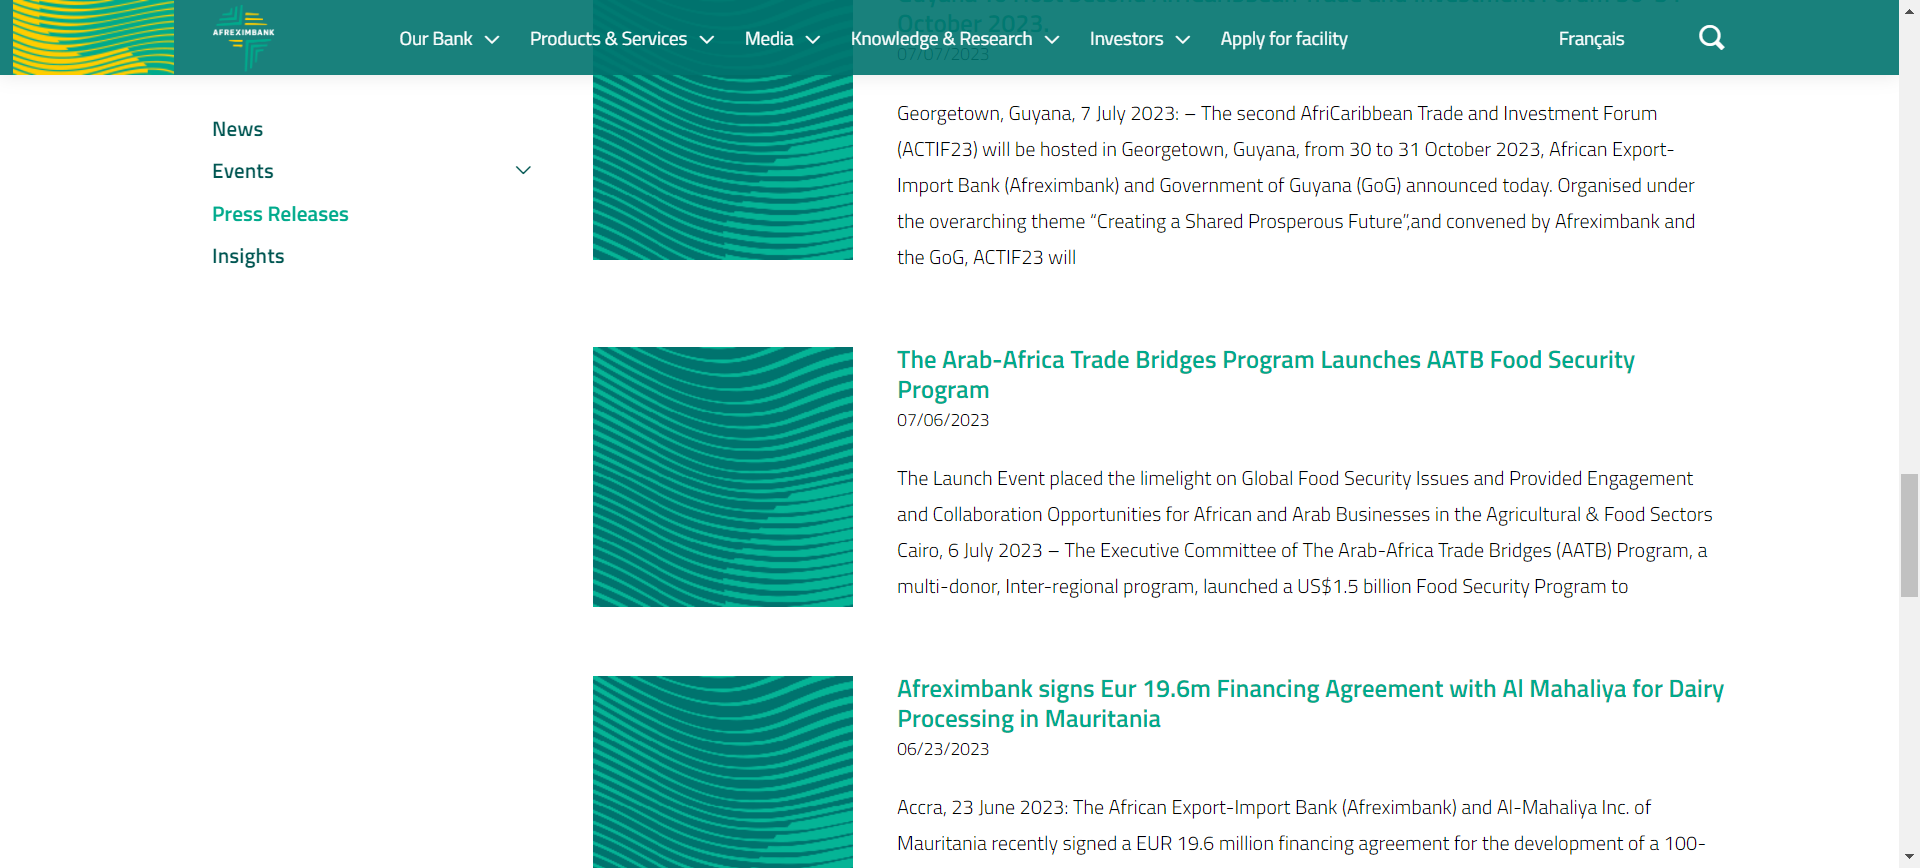 AFREXIMBANK
Our Bank
Products & Services
Media
Knowledge & Research
Investors
Apply for facility
Français
October 2023.
07/07/2023
News
Events
Press Releases
Insights
Georgetown, Guyana, 7 July 2023: – The second AfriCaribbean Trade and Investment Forum
(ACTIF23) will be hosted in Georgetown, Guyana, from 30 to 31 October 2023, African Export-
Import Bank (Afreximbank) and Government of Guyana (GoG) announced today. Organised under
the overarching theme “Creating a Shared Prosperous Future”,and convened by Afreximbank and
the GoG, ACTIF23 will
The Arab-Africa Trade Bridges Program Launches AATB Food Security
Program
07/06/2023
The Launch Event placed the limelight on Global Food Security Issues and Provided Engagement
and Collaboration Opportunities for African and Arab Businesses in the Agricultural & Food Sectors
Cairo, 6 July 2023 – The Executive Committee of The Arab-Africa Trade Bridges (AATB) Program, a
multi-donor, Inter-regional program, launched a US$1.5 billion Food Security Program to
Afreximbank signs Eur 19.6m Financing Agreement with Al Mahaliya for Dairy
Processing in Mauritania
06/23/2023
Accra, 23 June 2023: The African Export-Import Bank (Afreximbank) and Al-Mahaliya Inc. of
Mauritania recently signed a EUR 19.6 million financing agreement for the development of a 100-